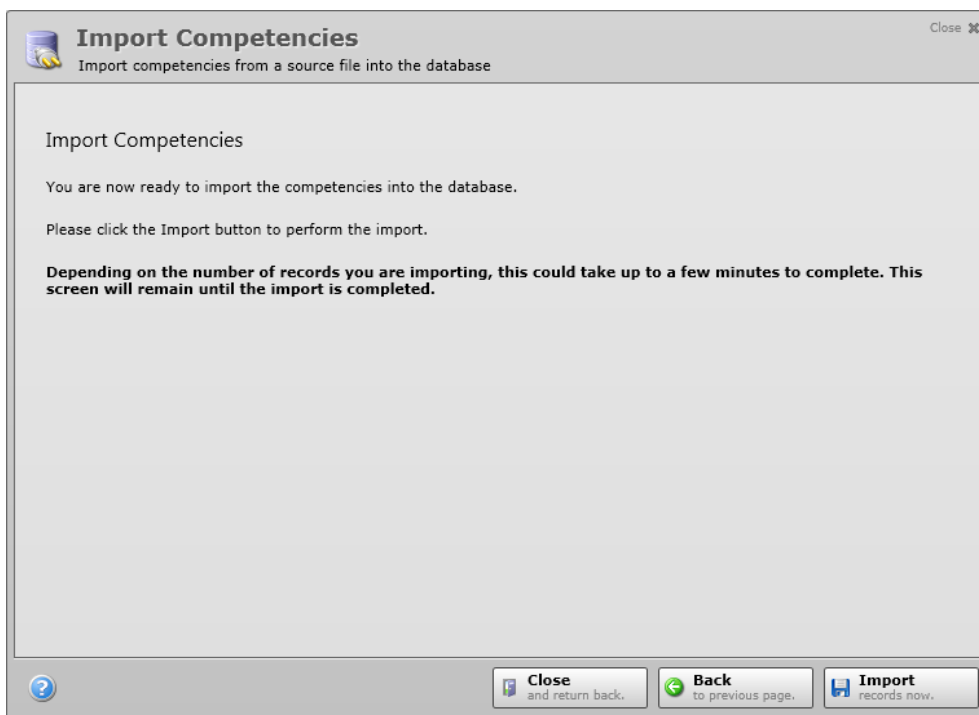 Import Competencies
Close
Import competencies from a source file into the database
Import Competencies
You are now ready to import the competencies into the database.
Please click the Import button to perform the import.
Depending on the number of records you are importing, this could take up to a few minutes to complete. This
screen will remain until the import is completed.
Close
and return back.
Back
to previous page.
Import
records now.